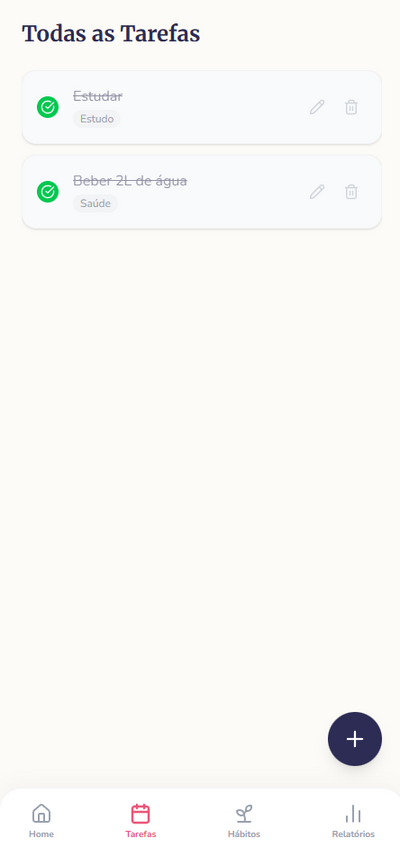 Todas as Tarefas
Estudar
Estudo
Beber 2L de água
Saúde
Home
Tarefas
Hábitos
Relatórios